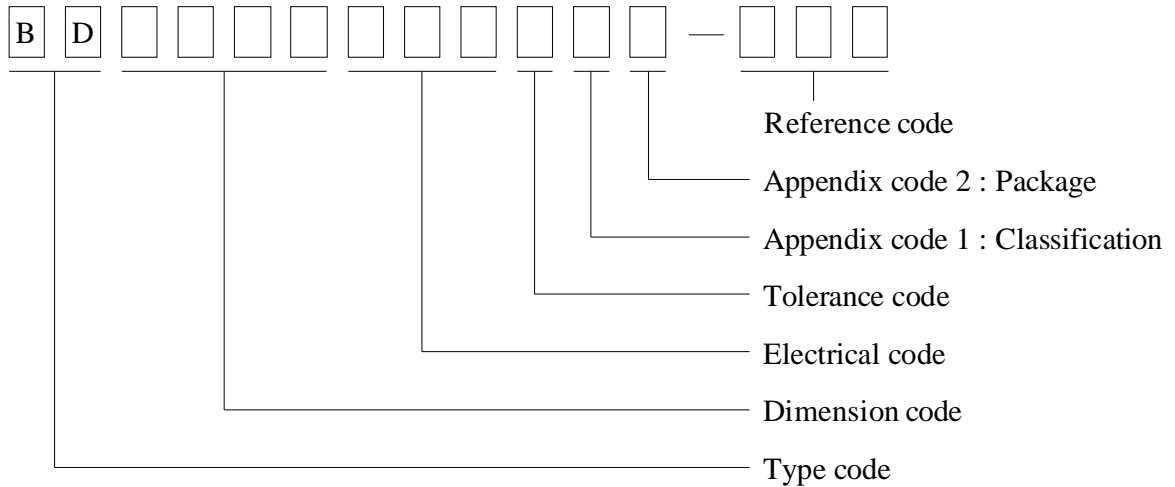 B D —
Reference code
Appendix code 2 : Package
Appendix code 1 : Classification
Tolerance code
Electrical code
Dimension code
Type code